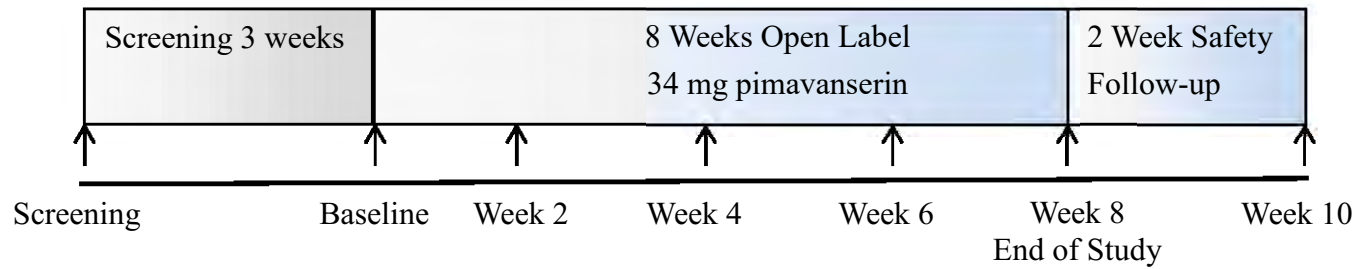 Screening 3 weeks
8 Weeks Open Label
34 mg pimavanserin
2 Week Safety
Follow-up
Screening
Baseline
Week 2
Week 4
Week 6
Week 8
End of Study
Week 10